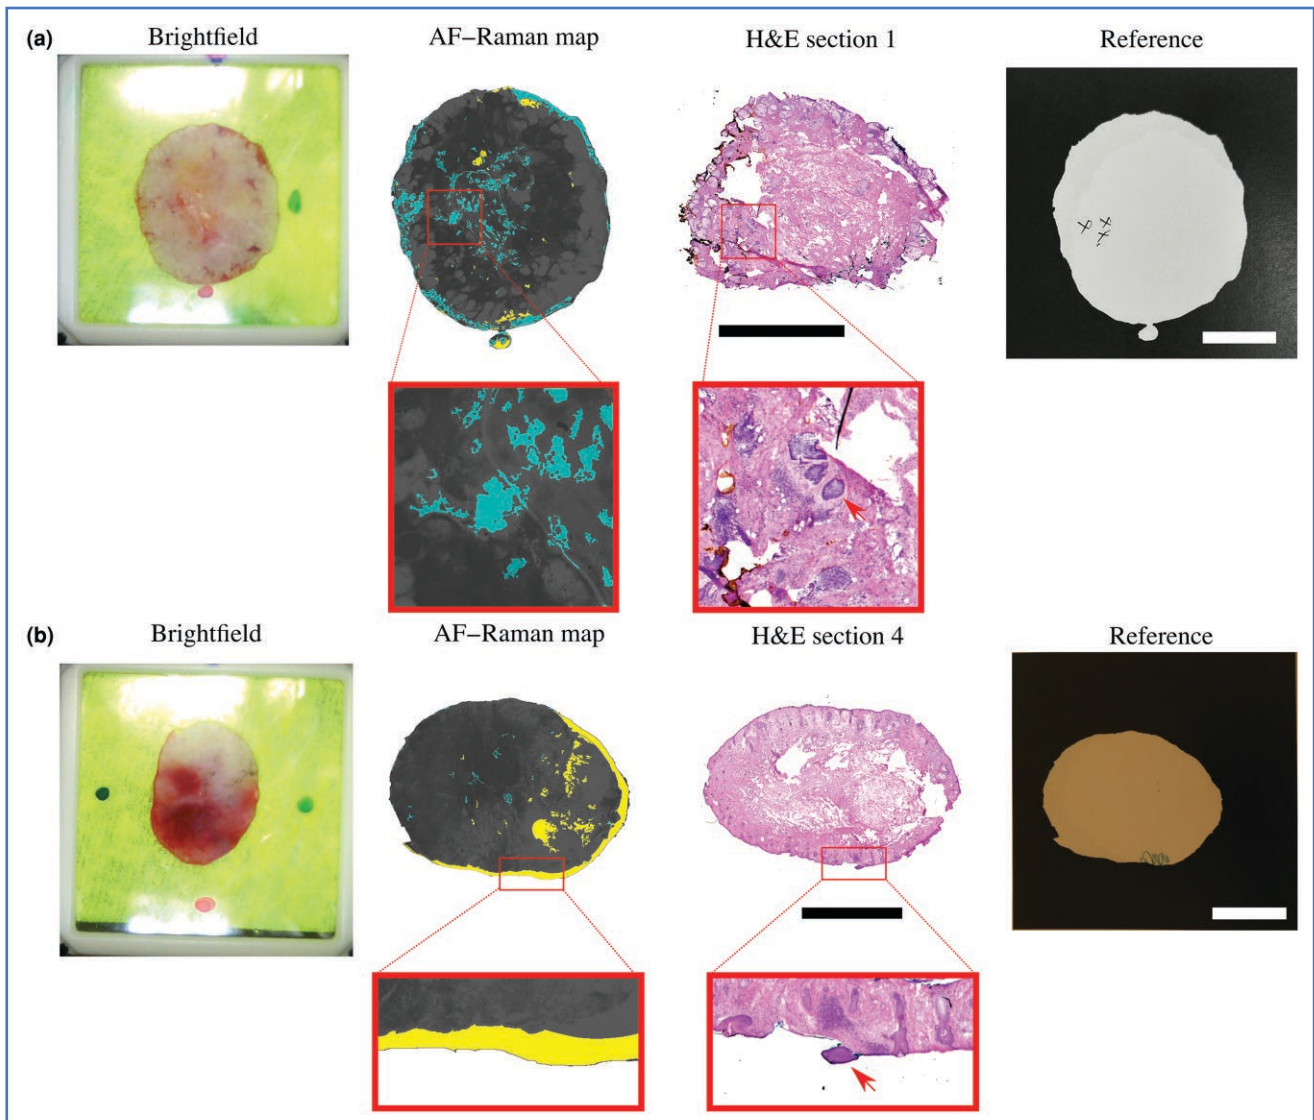 (a) Brightfield AF–Raman map H&E section 1 Reference
(b) Brightfield AF–Raman map H&E section 4 Reference